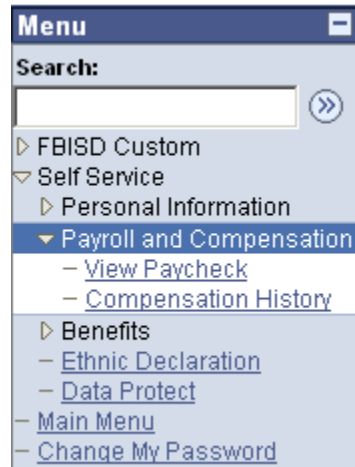 Menu
Search:
FBISD Custom
Self Service
Personal Information
Payroll and Compensation
View Paycheck
Compensation History
Benefits
Ethnic Declaration
Data Protect
Main Menu
Change My Password